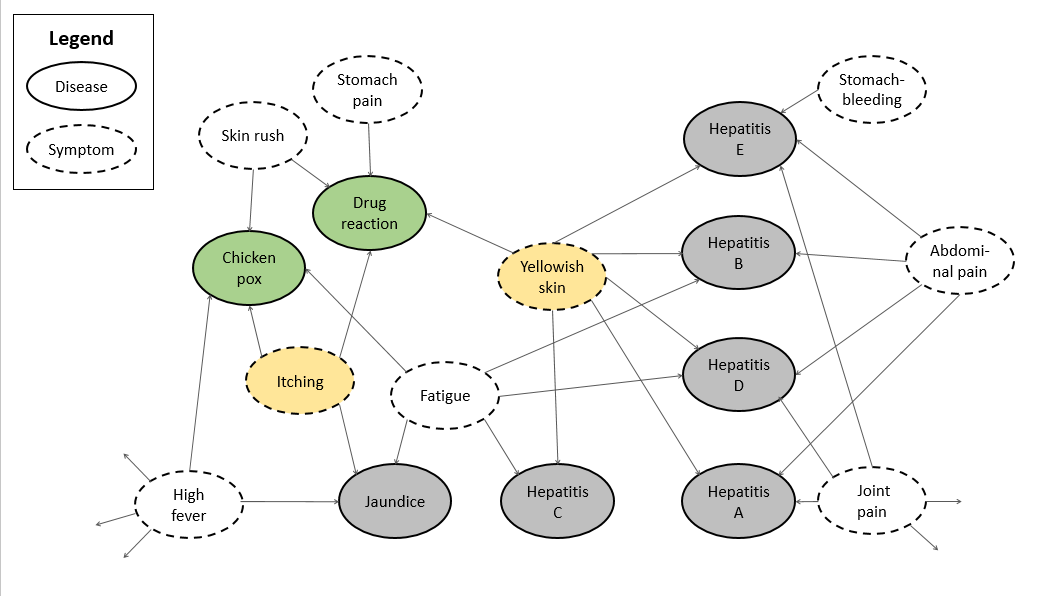 Legend
Disease
Symptom
Stomach
pain
Skin rush
Drug
reaction
Chicken
pox
Itching
Fatigue
High
fever
Jaundice
Yellowish
skin
Hepatitis
E
Hepatitis
B
Hepatitis
D
Hepatitis
C
Hepatitis
A
Stomach-
bleeding
Abdomi-
nal pain
Joint
pain